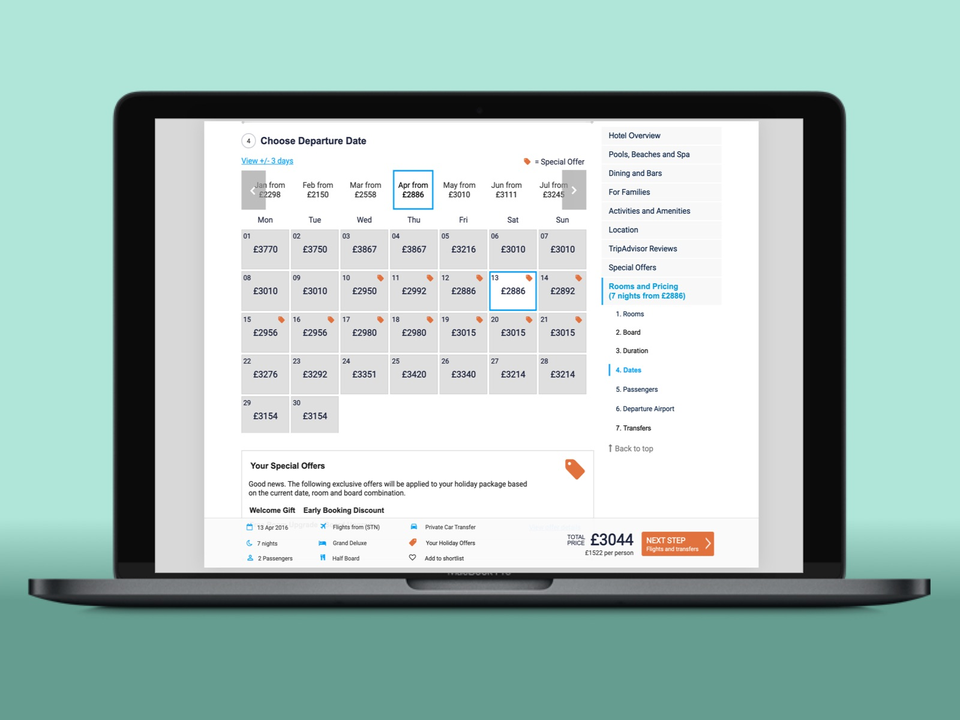 4 Choose Departure Date
View +/- 3 days
= Special Offer
Jan from Feb from Mar from Apr from May from Jun from Jul from
£2298 £2150 £2558 £2886 £3010 £3111 £3245
Mon Tue Wed Thu Fri Sat Sun
01 02 03 04 05 06 07
£3770 £3750 £3867 £3867 £3216 £3010 £3010
08 09 10 11 12 13 14
£3010 £3010 £2950 £2992 £2886 £2886 £2892
15 16 17 18 19 20 21
£2956 £2956 £2980 £2980 £3015 £3015 £3015
22 23 24 25 26 27 28
£3276 £3292 £3351 £3420 £3340 £3214 £3214
29 30
£3154 £3154
Your Special Offers
Good news. The following exclusive offers will be applied to your holiday package based
on the current date, room and board combination.
Welcome Gift Early Booking Discount
13 Apr 2016 Flights from (STN) Private Car Transfer
7 nights Grand Deluxe Your Holiday Offers
2 Passengers Half Board Add to shortlist
TOTAL
PRICE £3044
£1522 per person
NEXT STEP
Flights and transfers
Hotel Overview
Pools, Beaches and Spa
Dining and Bars
For Families
Activities and Amenities
Location
TripAdvisor Reviews
Special Offers
Rooms and Pricing
(7 nights from £2886)
1. Rooms
2. Board
3. Duration
4. Dates
5. Passengers
6. Departure Airport
7. Transfers
Back to top